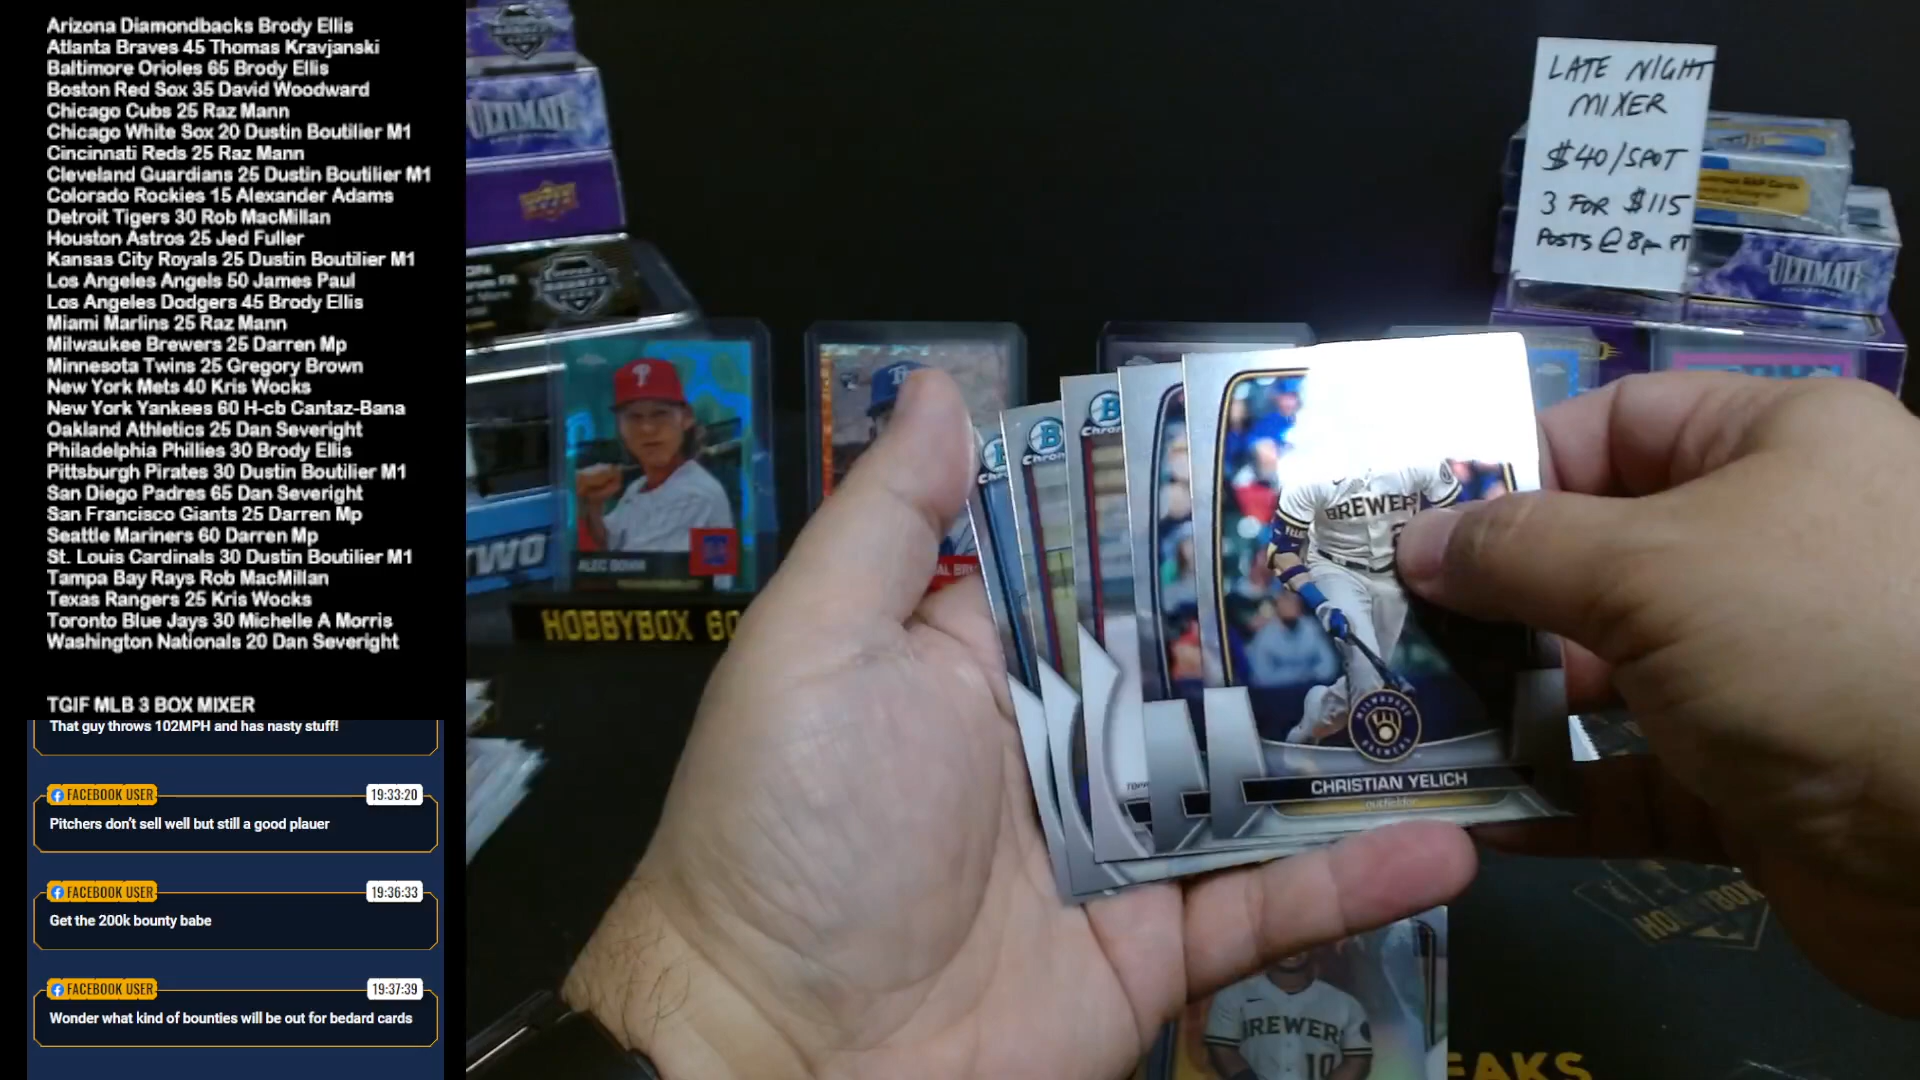 Arizona Diamondbacks Brody Ellis
Atlanta Braves 45 Thomas Kravjanski
Baltimore Orioles 65 Brody Ellis
Boston Red Sox 35 David Woodward
Chicago Cubs 25 Raz Mann
Chicago White Sox 20 Dustin Boutilier M1
Cincinnati Reds 25 Raz Mann
Cleveland Guardians 25 Dustin Boutilier M1
Colorado Rockies 15 Alexander Adams
Detroit Tigers 30 Rob MacMillan
Houston Astros 25 Jed Fuller
Kansas City Royals 25 Dustin Boutilier M1
Los Angeles Angels 50 James Paul
Los Angeles Dodgers 45 Brody Ellis
Miami Marlins 25 Raz Mann
Milwaukee Brewers 25 Darren Mp
Minnesota Twins 25 Gregory Brown
New York Mets 40 Kris Wocks
New York Yankees 60 H-cb Cantaz-Bana
Oakland Athletics 25 Dan Severight
Philadelphia Phillies 30 Brody Ellis
Pittsburgh Pirates 30 Dustin Boutilier M1
San Diego Padres 65 Dan Severight
San Francisco Giants 25 Darren Mp
Seattle Mariners 60 Darren Mp
St. Louis Cardinals 30 Dustin Boutilier M1
Tampa Bay Rays Rob MacMillan
Texas Rangers 25 Kris Wocks
Toronto Blue Jays 30 Michelle A Morris
Washington Nationals 20 Dan Severight
TGIF MLB 3 BOX MIXER
That guy throws 102MPH and has nasty stuff!
FACEBOOK USER 19:33:20
Pitchers don't sell well but still a good plauer
FACEBOOK USER 19:36:33
Get the 200k bounty babe
FACEBOOK USER 19:37:39
Wonder what kind of bounties will be out for bedard cards
LATE NIGHT
MIXER
$40/SPOT
3 FOR $115
POSTS @ 8pm PT
ULTIMATE
ULTIMATE
TWO
ALEC BOHM
HOBBYBOX
BREWERS
MILWAUKEE
BREWERS
CHRISTIAN YELICH
outfielder
BREWERS
10